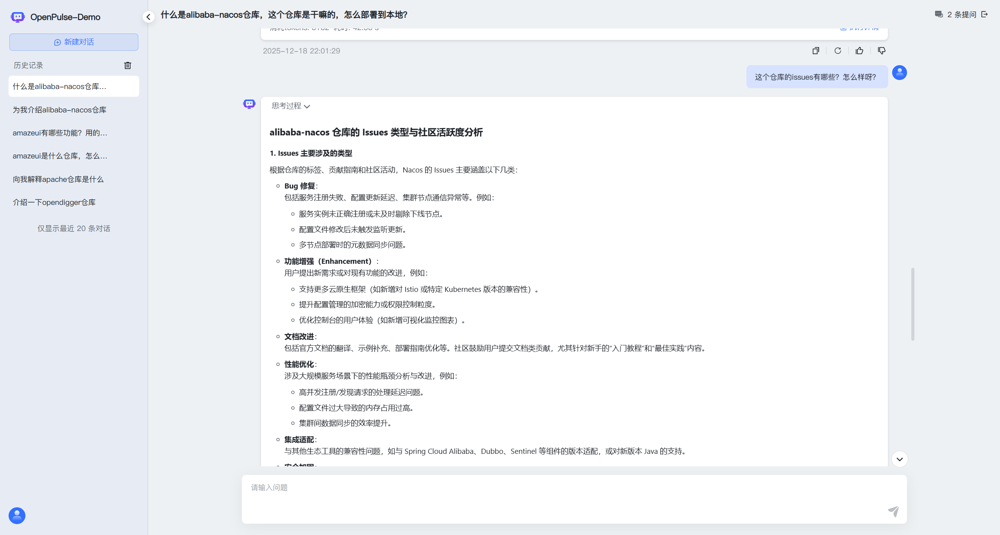 OpenPulse-Demo
新建对话
历史记录
什么是alibaba-nacos仓库...
为我介绍alibaba-nacos仓库
amazeui有哪些功能？用的...
amazeui是什么仓库，怎么...
向我解释apache仓库是什么
介绍一下opendigger仓库
仅显示最近 20 条对话
什么是alibaba-nacos仓库，这个仓库是干嘛的，怎么部署到本地?
2 条提问
2025-12-18 22:01:29
这个仓库的issues有哪些？怎么样呀？
思考过程
alibaba-nacos 仓库的 Issues 类型与社区活跃度分析
1. Issues 主要涉及的类型
根据仓库的标签、贡献指南和社区活动，Nacos 的 Issues 主要涵盖以下几类：
Bug 修复：
包括服务注册失败、配置更新延迟、集群节点通信异常等。例如：
服务实例未正确注册或未及时剔除下线节点。
配置文件修改后未触发监听更新。
多节点部署时的元数据同步问题。
功能增强（Enhancement）：
用户提出新需求或对现有功能的改进，例如：
支持更多云原生框架（如新增对 Istio 或特定 Kubernetes 版本的兼容性）。
提升配置管理的加密能力或权限控制粒度。
优化控制台的用户体验（如新增可视化监控图表）。
文档改进：
包括官方文档的翻译、示例补充、部署指南优化等。社区鼓励用户提交文档类贡献，尤其针对新手的“入门教程”和“最佳实践”内容。
性能优化：
涉及大规模服务场景下的性能瓶颈分析与改进，例如：
高并发注册/发现请求的处理延迟问题。
配置文件过大导致的内存占用过高。
集群间数据同步的效率提升。
集成适配：
与其他生态工具的兼容性问题，如与 Spring Cloud Alibaba、Dubbo、Sentinel 等组件的版本适配，或对新版本 Java 的支持。
请输入问题